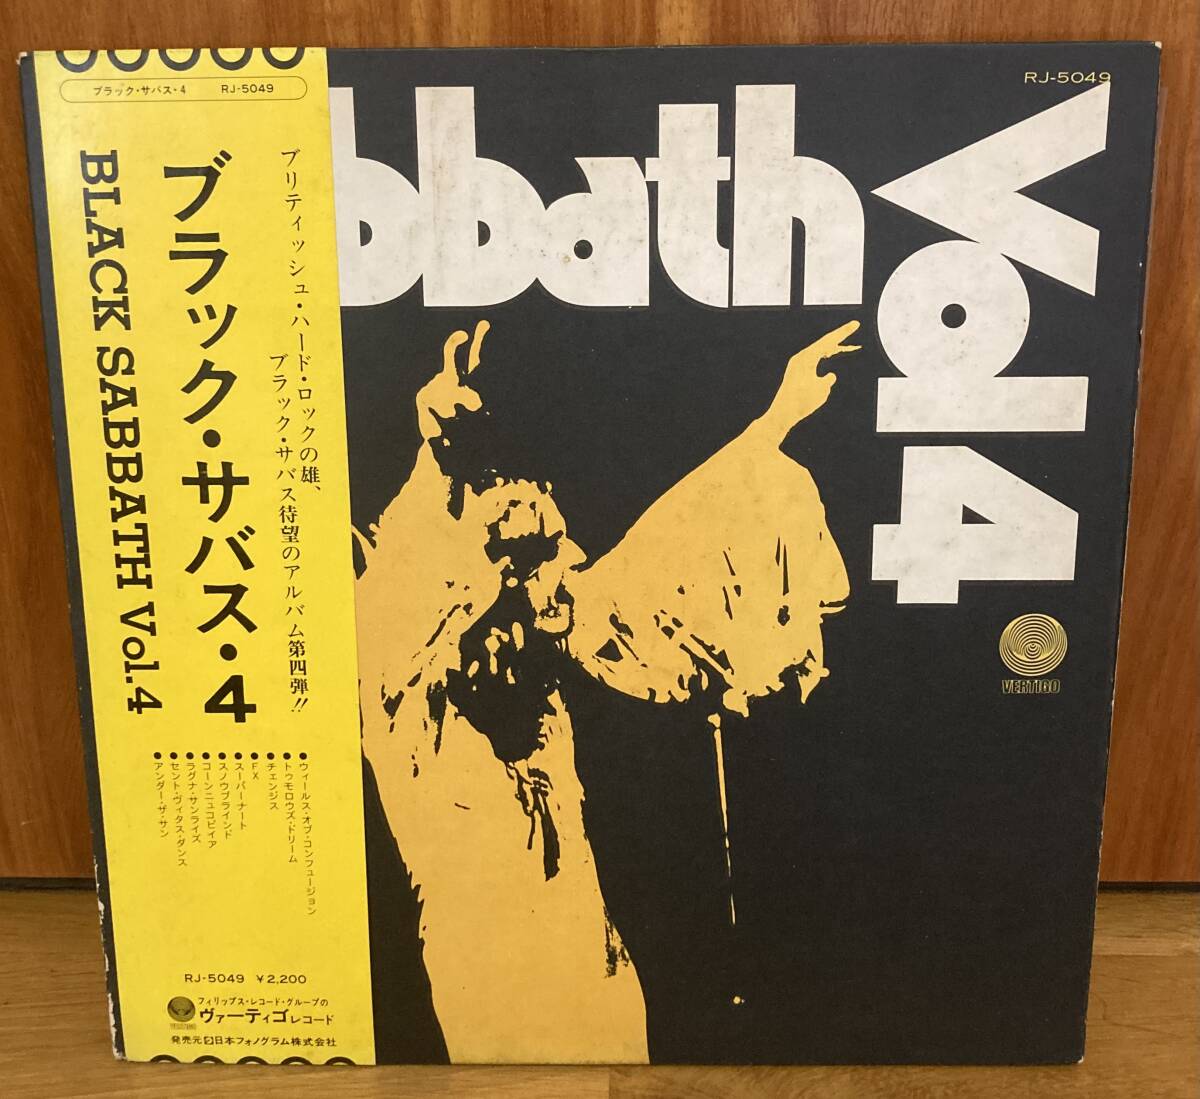 ブラック・サバス・4 RJ-5049
ブリティッシュ・ハード・ロックの雄、
ブラック・サバス待望のアルバム第四弾!!
ブラック・サバス・4
BLACK SABBATH Vol.4
●ウィールス・オブ・コンフュージョン
●トゥモロウズ・ドリーム
●チェンジス
●FX
●スーパーナート
●スノウブラインド
●コーンニュコピイア
●ラグナ・サンライズ
●セント・ヴィタス・ダンス
●アンダー・ザ・サン
RJ-5049 ¥2,200
フィリップス・レコード・グループの
ヴァーティゴレコード
VERTIGO
発売元 日本フォノグラム株式会社
RJ-5049
bbath
Vol4
VERTIGO